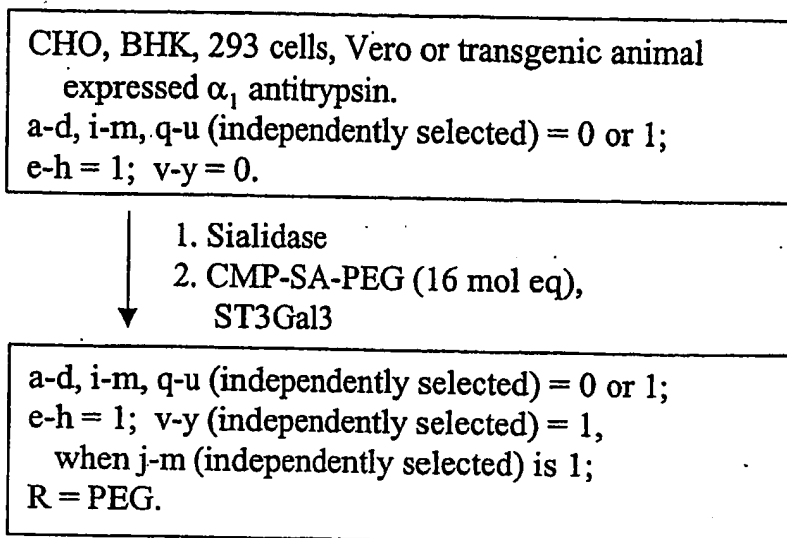 CHO, BHK, 293 cells, Vero or transgenic animal
expressed α₁ antitrypsin.
a-d, i-m, q-u (independently selected) = 0 or 1;
e-h = 1; v-y = 0.
1. Sialidase
2. CMP-SA-PEG (16 mol eq),
ST3Gal3
a-d, i-m, q-u (independently selected) = 0 or 1;
e-h = 1; v-y (independently selected) = 1,
when j-m (independently selected) is 1;
R = PEG.